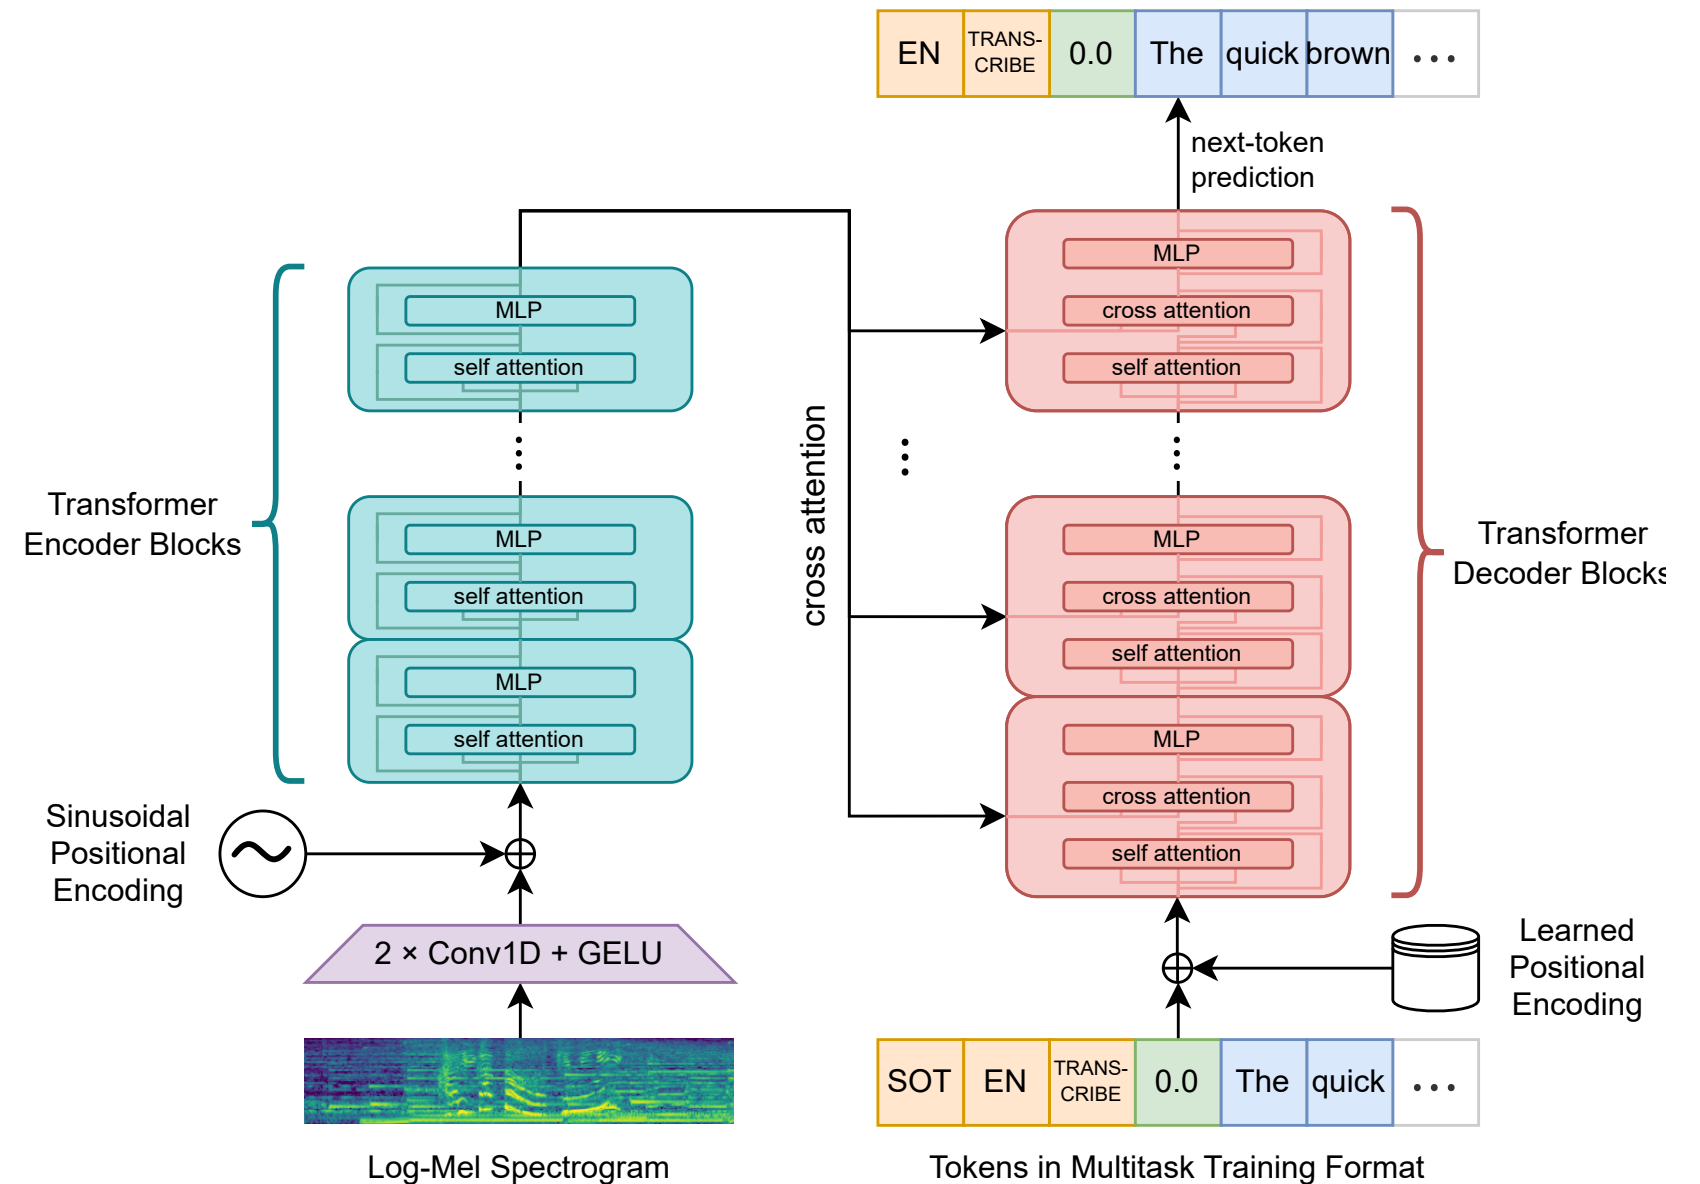 EN TRANS-CRIBE 0.0 The quick brown ...
next-token
prediction
MLP
cross attention
self attention
MLP
self attention
cross attention
Transformer
Encoder Blocks
MLP
self attention
MLP
self attention
MLP
cross attention
self attention
MLP
cross attention
self attention
Transformer
Decoder Blocks
Sinusoidal
Positional
Encoding
2 × Conv1D + GELU
Learned
Positional
Encoding
SOT EN TRANS-CRIBE 0.0 The quick ...
Log-Mel Spectrogram
Tokens in Multitask Training Format